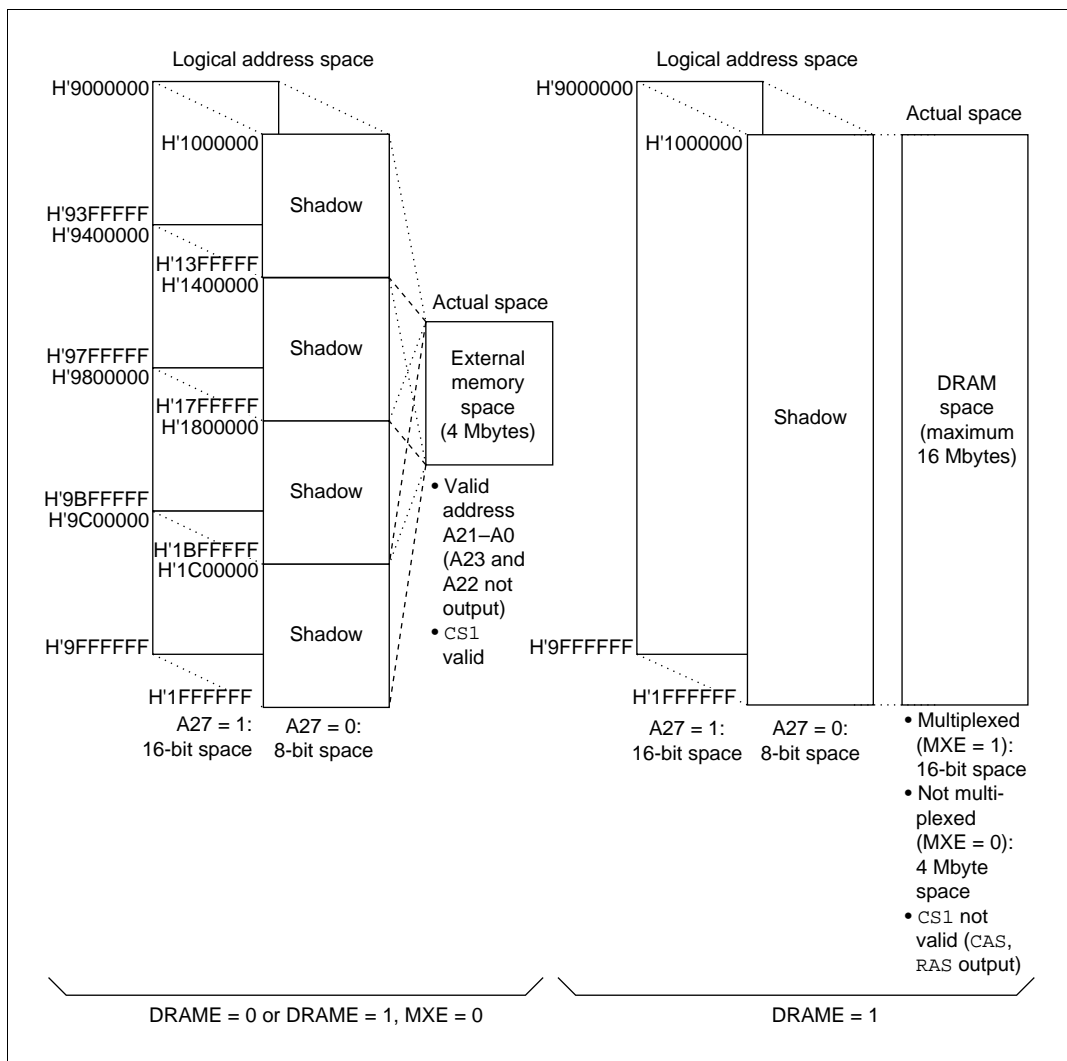 Logical address space
H'9000000
H'1000000
Shadow
H'93FFFFF
H'9400000
H'13FFFFF
H'1400000
Shadow
H'97FFFFF
H'9800000
H'17FFFFF
H'1800000
Shadow
H'9BFFFFF
H'9C00000
H'1BFFFFF
H'1C00000
Shadow
H'9FFFFFF
H'1FFFFFF
A27 = 1:
16-bit space
A27 = 0:
8-bit space
Actual space
External
memory
space
(4 Mbytes)
• Valid
address
A21–A0
(A23 and
A22 not
output)
• CS1
valid
DRAME = 0 or DRAME = 1, MXE = 0
Logical address space
H'9000000
H'1000000
Shadow
H'9FFFFFF
H'1FFFFFF
A27 = 1:
16-bit space
A27 = 0:
8-bit space
Actual space
DRAM
space
(maximum
16 Mbytes)
• Multiplexed
(MXE = 1):
16-bit space
• Not multi-
plexed
(MXE = 0):
4 Mbyte
space
• CS1 not
valid (CAS,
RAS output)
DRAME = 1